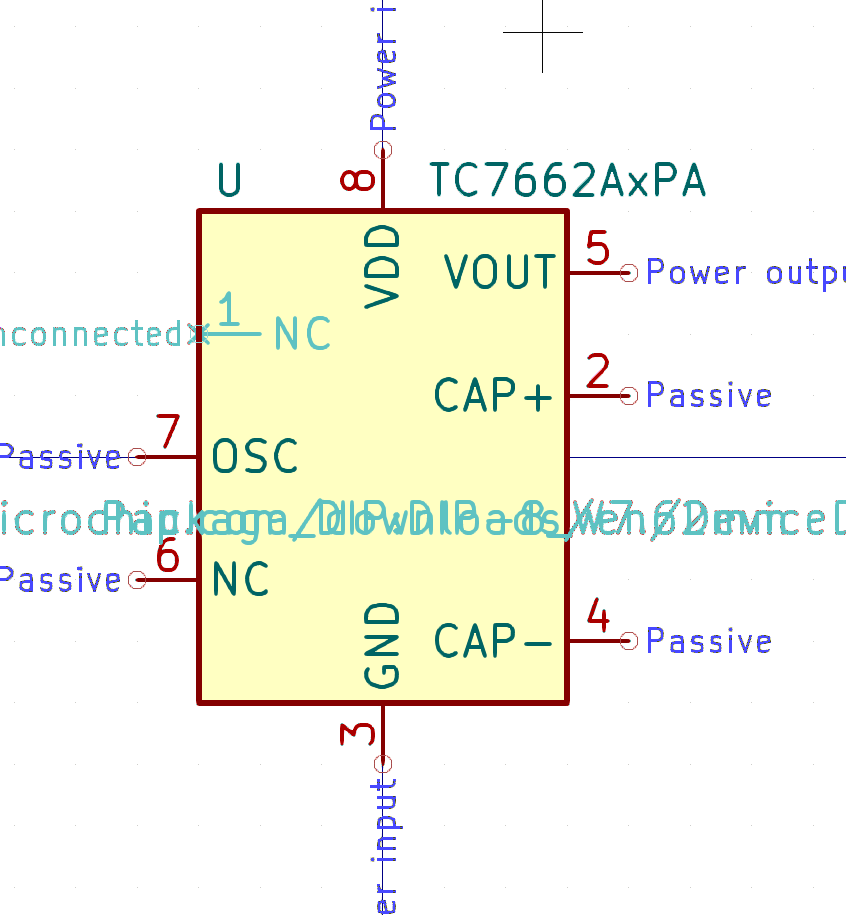 Power i
8
U
TC7662AxPA
VDD
VOUT
5
Power outpu
nconnected
1
NC
CAP+
2
Passive
7
Passive
OSC
6
Passive
NC
GND
CAP-
4
Passive
3
er input